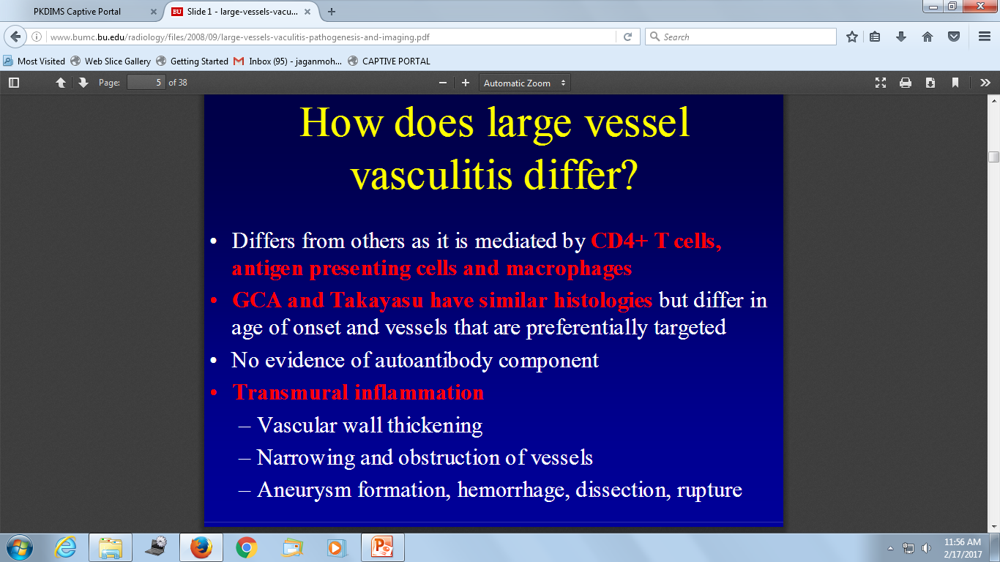 PKDIMS Captive Portal
BU Slide 1 - large-vessels-vacu...
www.bumc.bu.edu/radiology/files/2008/09/large-vessels-vaculitis-pathogenesis-and-imaging.pdf
Search
Most Visited Web Slice Gallery Getting Started Inbox (95) - jaganmoh... CAPTIVE PORTAL
Page: 5 of 38
Automatic Zoom
How does large vessel
vasculitis differ?
• Differs from others as it is mediated by CD4+ T cells,
antigen presenting cells and macrophages
• GCA and Takayasu have similar histologies but differ in
age of onset and vessels that are preferentially targeted
• No evidence of autoantibody component
• Transmural inflammation
– Vascular wall thickening
– Narrowing and obstruction of vessels
– Aneurysm formation, hemorrhage, dissection, rupture
11:56 AM
2/17/2017